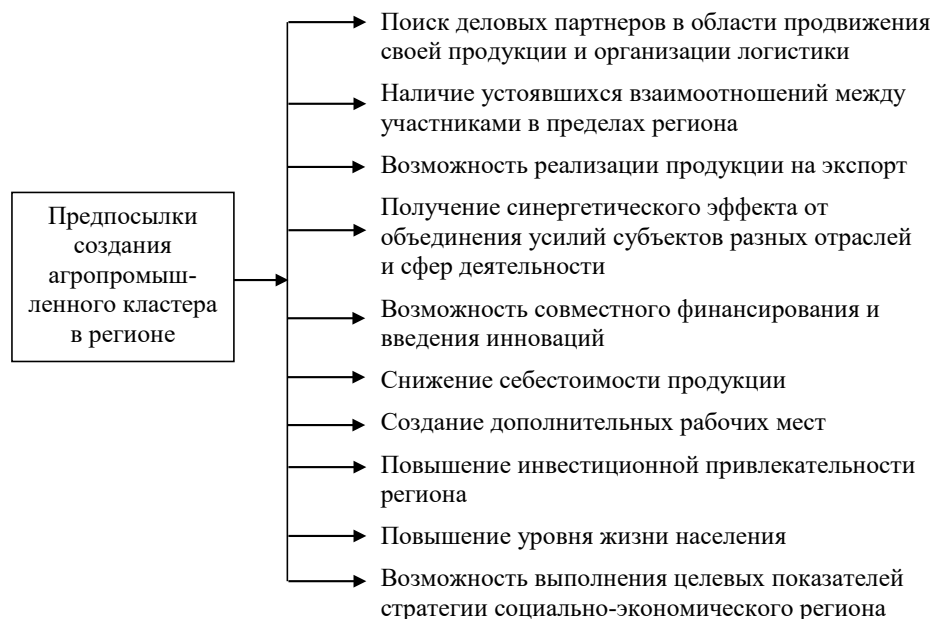 Предпосылки
создания
агропромыш-
ленного кластера
в регионе
Поиск деловых партнеров в области продвижения
своей продукции и организации логистики
Наличие устоявшихся взаимоотношений между
участниками в пределах региона
Возможность реализации продукции на экспорт
Получение синергетического эффекта от
объединения усилий субъектов разных отраслей
и сфер деятельности
Возможность совместного финансирования и
введения инноваций
Снижение себестоимости продукции
Создание дополнительных рабочих мест
Повышение инвестиционной привлекательности
региона
Повышение уровня жизни населения
Возможность выполнения целевых показателей
стратегии социально-экономического региона